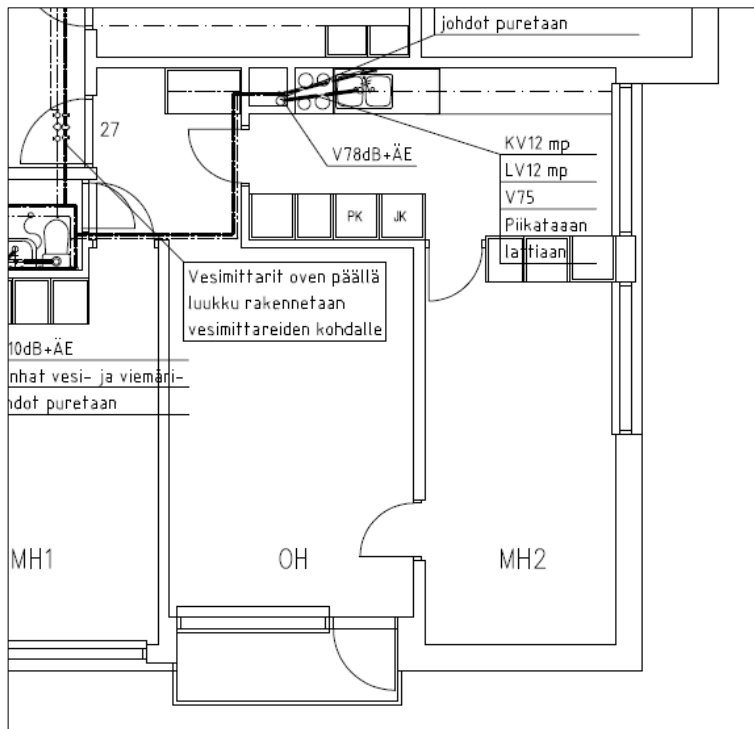 johdot puretaan
27
V78dB+ÄE
KV12 mp
LV12 mp
V75
Piikataaan
lattiaan
PK
JK
Vesimittarit oven päällä
luukku rakennetaan
vesimittareiden kohdalle
10dB+ÄE
nhat vesi- ja viemäri-
hdot puretaan
MH1
OH
MH2